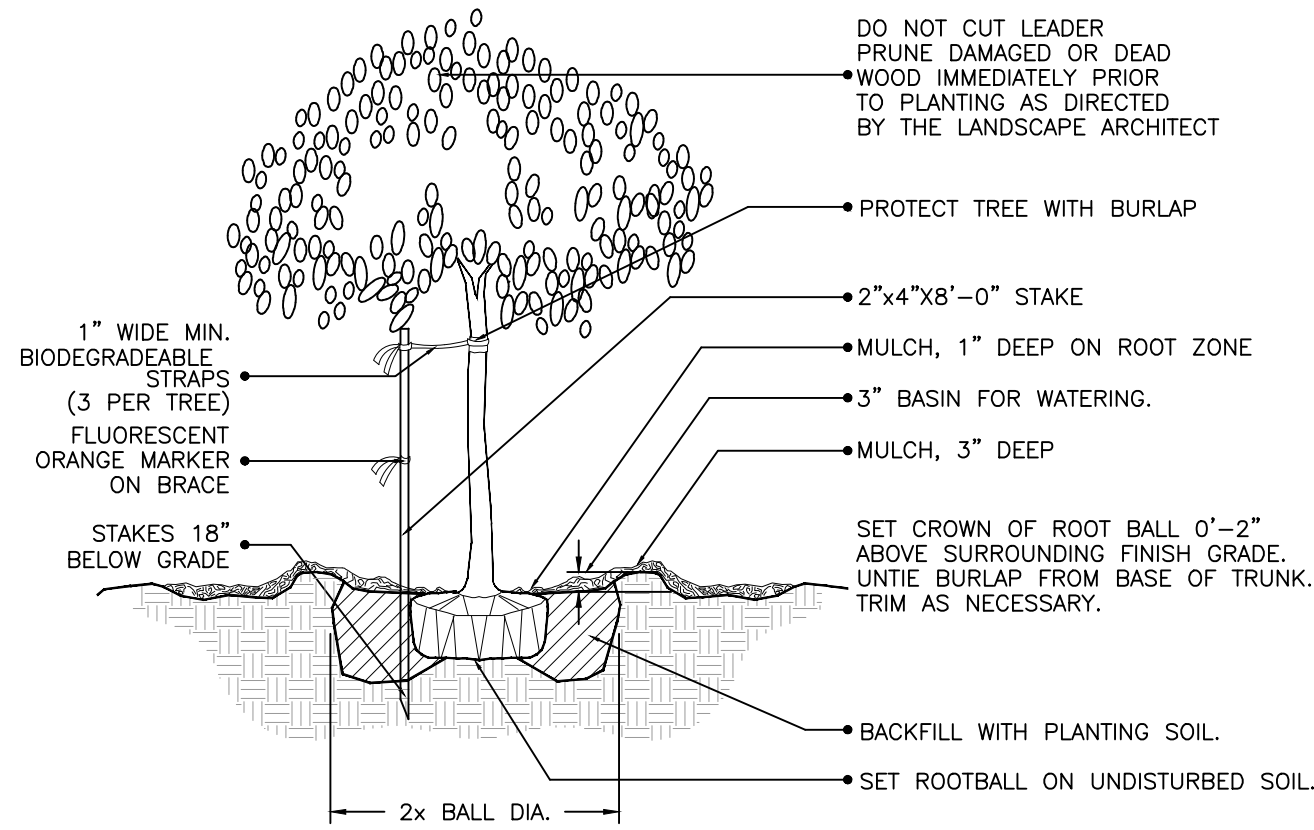 DO NOT CUT LEADER
PRUNE DAMAGED OR DEAD
WOOD IMMEDIATELY PRIOR
TO PLANTING AS DIRECTED
BY THE LANDSCAPE ARCHITECT
PROTECT TREE WITH BURLAP
2”x4”X8’–0” STAKE
1” WIDE MIN.
BIODEGRADEABLE
STRAPS
(3 PER TREE)
MULCH, 1” DEEP ON ROOT ZONE
3” BASIN FOR WATERING.
FLUORESCENT
ORANGE MARKER
ON BRACE
MULCH, 3” DEEP
STAKES 18”
BELOW GRADE
SET CROWN OF ROOT BALL 0’–2”
ABOVE SURROUNDING FINISH GRADE.
UNTIE BURLAP FROM BASE OF TRUNK.
TRIM AS NECESSARY.
BACKFILL WITH PLANTING SOIL.
SET ROOTBALL ON UNDISTURBED SOIL.
2x BALL DIA.